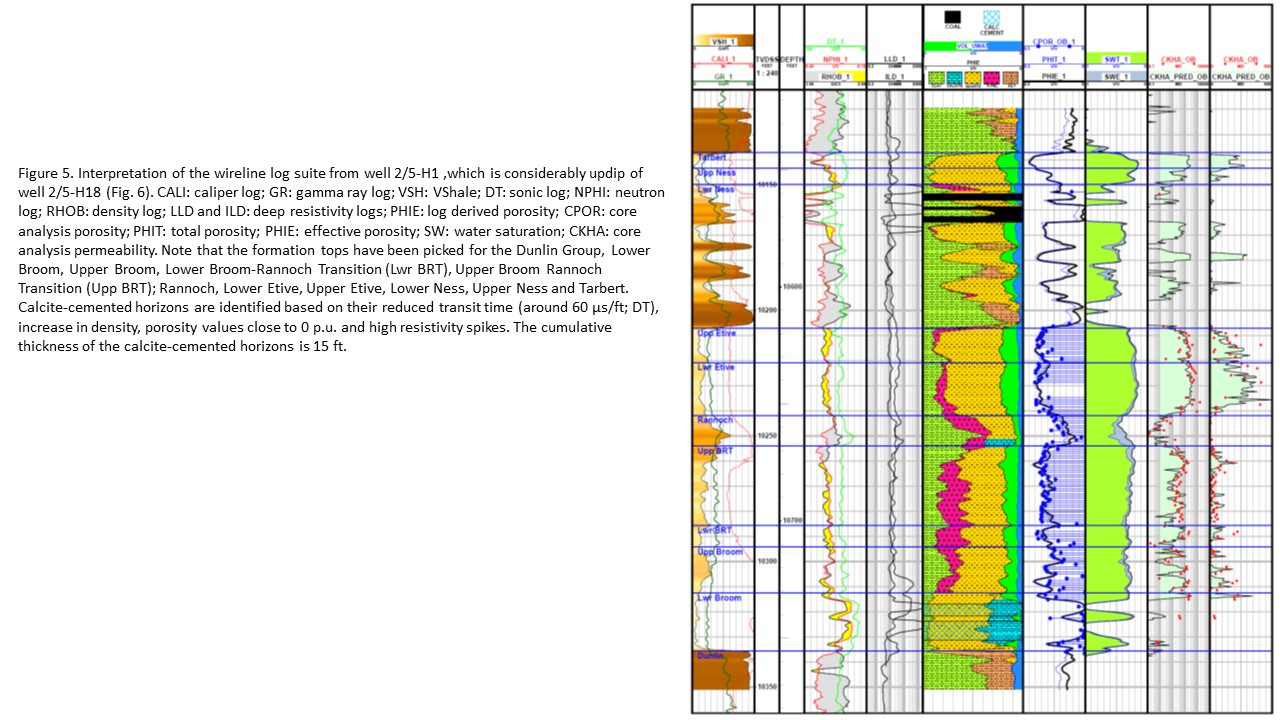 Figure 5. Interpretation of the wireline log suite from well 2/5-H1 ,which is considerably updip of
well 2/5-H18 (Fig. 6). CALI: caliper log; GR: gamma ray log; VSH: VShale; DT: sonic log; NPHI: neutron
log; RHOB: density log; LLD and ILD: deep resistivity logs; PHIE: log derived porosity; CPOR: core
analysis porosity; PHIT: total porosity; PHIE: effective porosity; SW: water saturation; CKHA: core
analysis permeability. Note that the formation tops have been picked for the Dunlin Group, Lower
Broom, Upper Broom, Lower Broom-Rannoch Transition (Lwr BRT), Upper Broom Rannoch
Transition (Upp BRT); Rannoch, Lower Etive, Upper Etive, Lower Ness, Upper Ness and Tarbert.
Calcite-cemented horizons are identified based on their reduced transit time (around 60 µs/ft; DT),
increase in density, porosity values close to 0 p.u. and high resistivity spikes. The cumulative
thickness of the calcite-cemented horizons is 15 ft.
COAL
CALC
CEMENT
VSH_1
DT_1
VOL_UWAT
CPOR_OB_1
CALI_1
TVDSS
FEET
DEPTH
FEET
NPHI_1
LLD_1
PHIE
PHIT_1
SWT_1
CKHA_OB
CKHA_OB
GR_1
1 : 240
RHOB_1
ILD_1
PHIE_1
SWE_1
CKHA_PRED_OB
CKHA_PRED_OB
Tarbert
Upp Ness
10150
Lwr Ness
10600
10200
Upp Etive
Lwr Etive
Rannoch
10250
Upp BRT
10700
Lwr BRT
Upp Broom
10300
Lwr Broom
Dunlin
10350